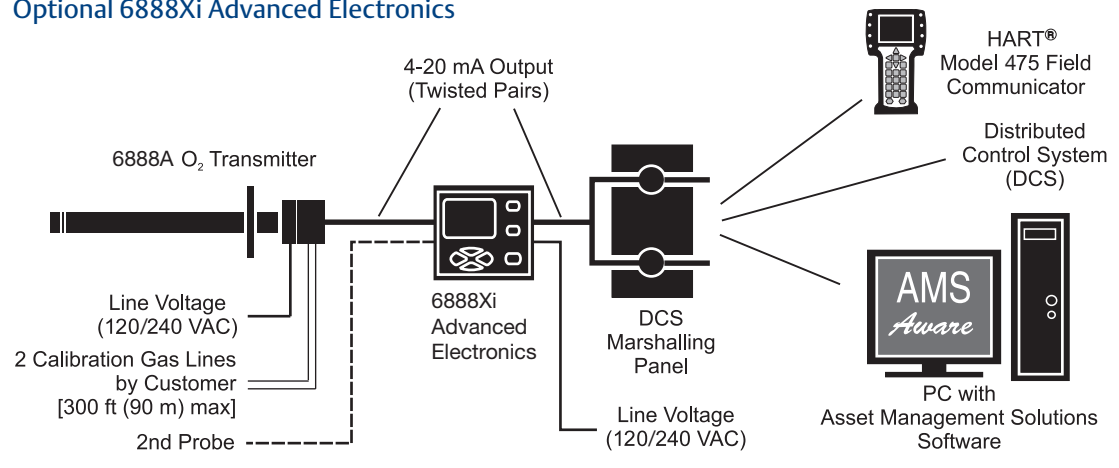 Optional 6888Xi Advanced Electronics
4-20 mA Output
(Twisted Pairs)
HART®
Model 475 Field
Communicator
Distributed
Control System
(DCS)
6888A O₂ Transmitter
Line Voltage
(120/240 VAC)
2 Calibration Gas Lines
by Customer
[300 ft (90 m) max]
2nd Probe
6888Xi
Advanced
Electronics
DCS
Marshalling
Panel
Line Voltage
(120/240 VAC)
AMS
Aware
PC with
Asset Management Solutions
Software